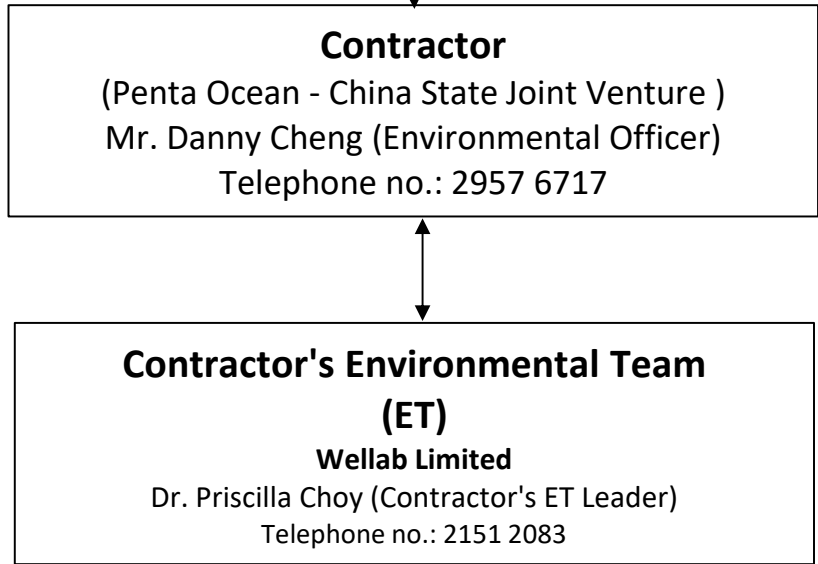 Contractor
(Penta Ocean - China State Joint Venture )
Mr. Danny Cheng (Environmental Officer)
Telephone no.: 2957 6717
Contractor's Environmental Team
(ET)
Wellab Limited
Dr. Priscilla Choy (Contractor's ET Leader)
Telephone no.: 2151 2083